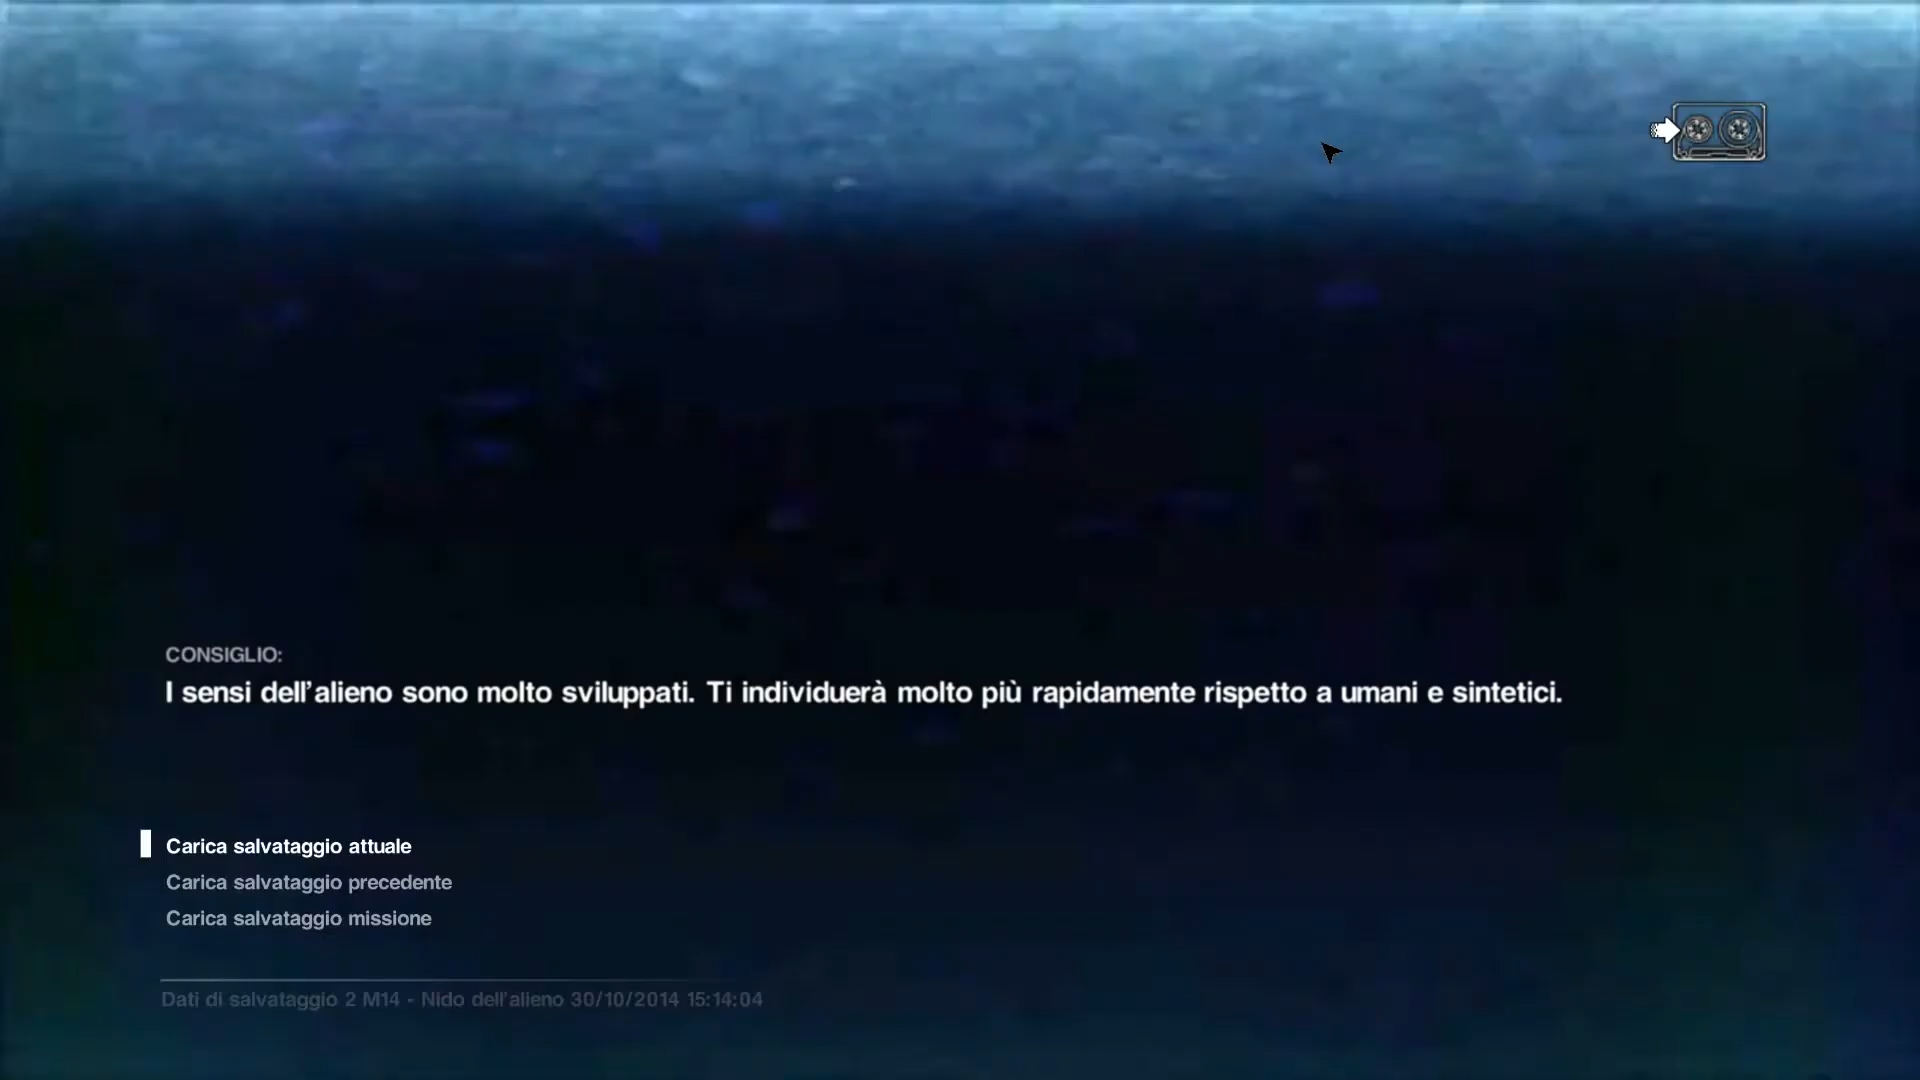 CONSIGLIO:
I sensi dell'alieno sono molto sviluppati. Ti individuerà molto più rapidamente rispetto a umani e sintetici.
Carica salvataggio attuale
Carica salvataggio precedente
Carica salvataggio missione
Dati di salvataggio 2 M14 - Nido dell'alieno 30/10/2014 15:14:04